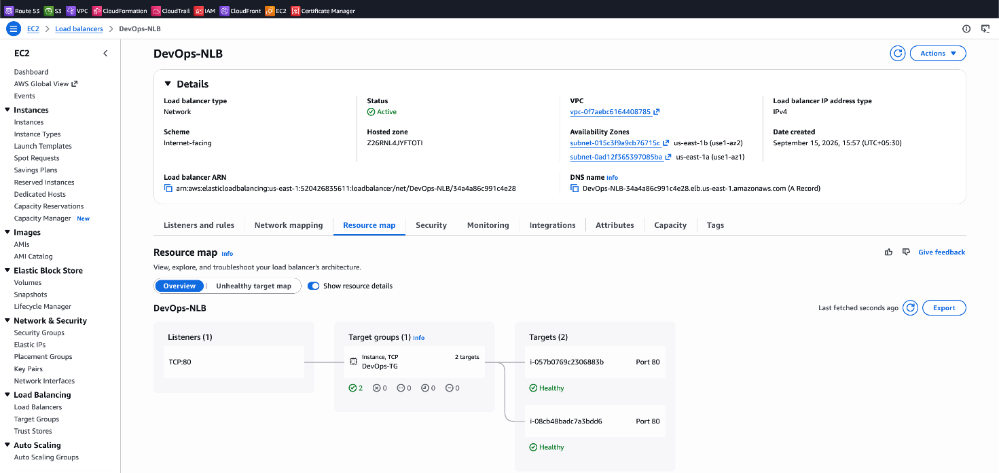 Route 53 S3 VPC CloudFormation CloudTrail IAM CloudFront EC2 Certificate Manager
EC2 > Load balancers > DevOps-NLB
EC2
Dashboard
AWS Global View
Events
Instances
Instances
Instance Types
Launch Templates
Spot Requests
Savings Plans
Reserved Instances
Dedicated Hosts
Capacity Reservations
Capacity Manager New
Images
AMIs
AMI Catalog
Elastic Block Store
Volumes
Snapshots
Lifecycle Manager
Network & Security
Security Groups
Elastic IPs
Placement Groups
Key Pairs
Network Interfaces
Load Balancing
Load Balancers
Target Groups
Trust Stores
Auto Scaling
Auto Scaling Groups
DevOps-NLB
Actions
Details
Load balancer type
Network
Status
Active
VPC
vpc-0f7aebc6164408785
Load balancer IP address type
IPv4
Scheme
Internet-facing
Hosted zone
Z26RNL4JYFTOTI
Availability Zones
subnet-015c3f9a9cb76715c us-east-1b (use1-az2)
subnet-0ad12f365397085ba us-east-1a (use1-az1)
Date created
September 15, 2026, 15:57 (UTC+05:30)
Load balancer ARN
arn:aws:elasticloadbalancing:us-east-1:520426835611:loadbalancer/net/DevOps-NLB/34a4a86c991c4e28
DNS name Info
DevOps-NLB-34a4a86c991c4e28.elb.us-east-1.amazonaws.com (A Record)
Listeners and rules Network mapping Resource map Security Monitoring Integrations Attributes Capacity Tags
Resource map Info
Give feedback
View, explore, and troubleshoot your load balancer's architecture.
Overview Unhealthy target map Show resource details
DevOps-NLB
Last fetched seconds ago Export
Listeners (1)
TCP:80
Target groups (1) Info
Instance, TCP 2 targets
DevOps-TG
2 0 0 0 0
Targets (2)
i-057b0769c2306883b Port 80
Healthy
i-08cb48badc7a3bdd6 Port 80
Healthy